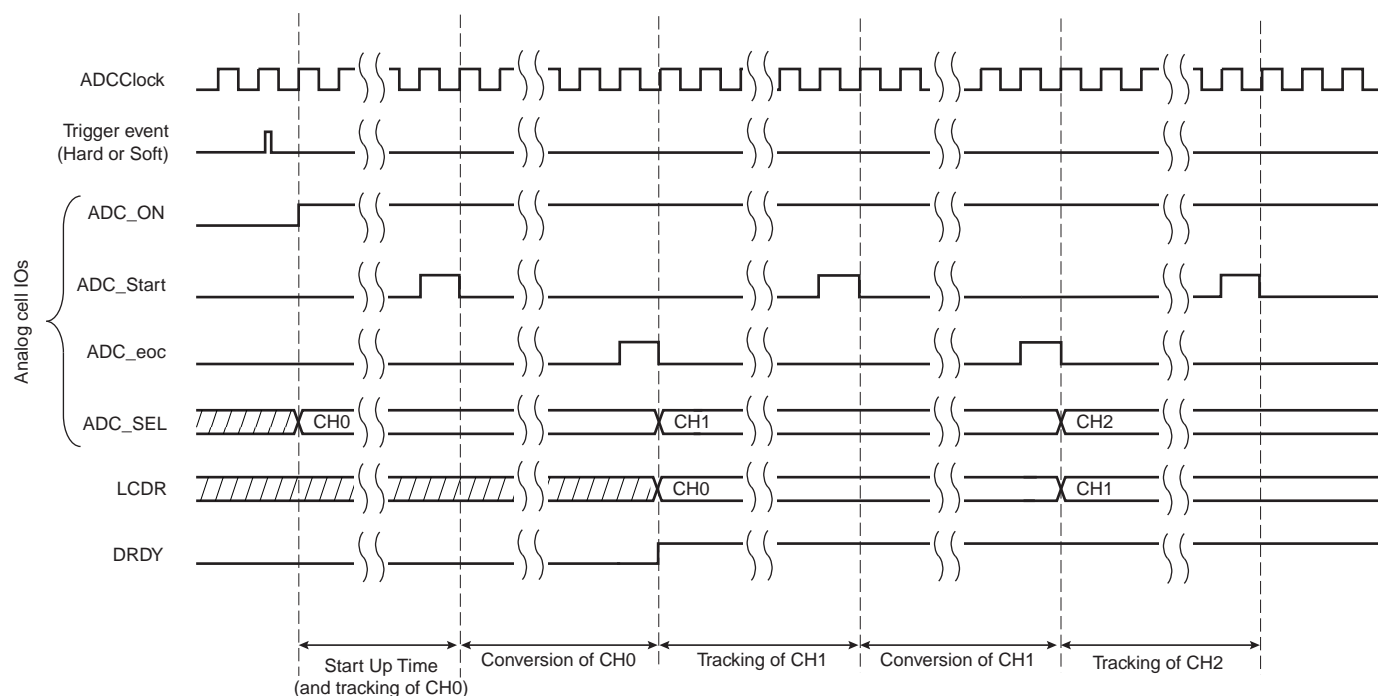 ADCClock
Trigger event
(Hard or Soft)
ADC_ON
ADC_Start
ADC_eoc
Analog cell IOs
ADC_SEL
CH0
CH1
CH2
LCDR
CH0
CH1
DRDY
Start Up Time
(and tracking of CH0)
Conversion of CH0
Tracking of CH1
Conversion of CH1
Tracking of CH2